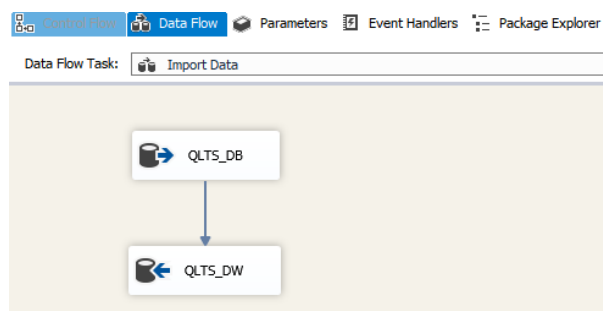 Control Flow Data Flow Parameters Event Handlers Package Explorer
Data Flow Task: Import Data
QLTS_DB
QLTS_DW